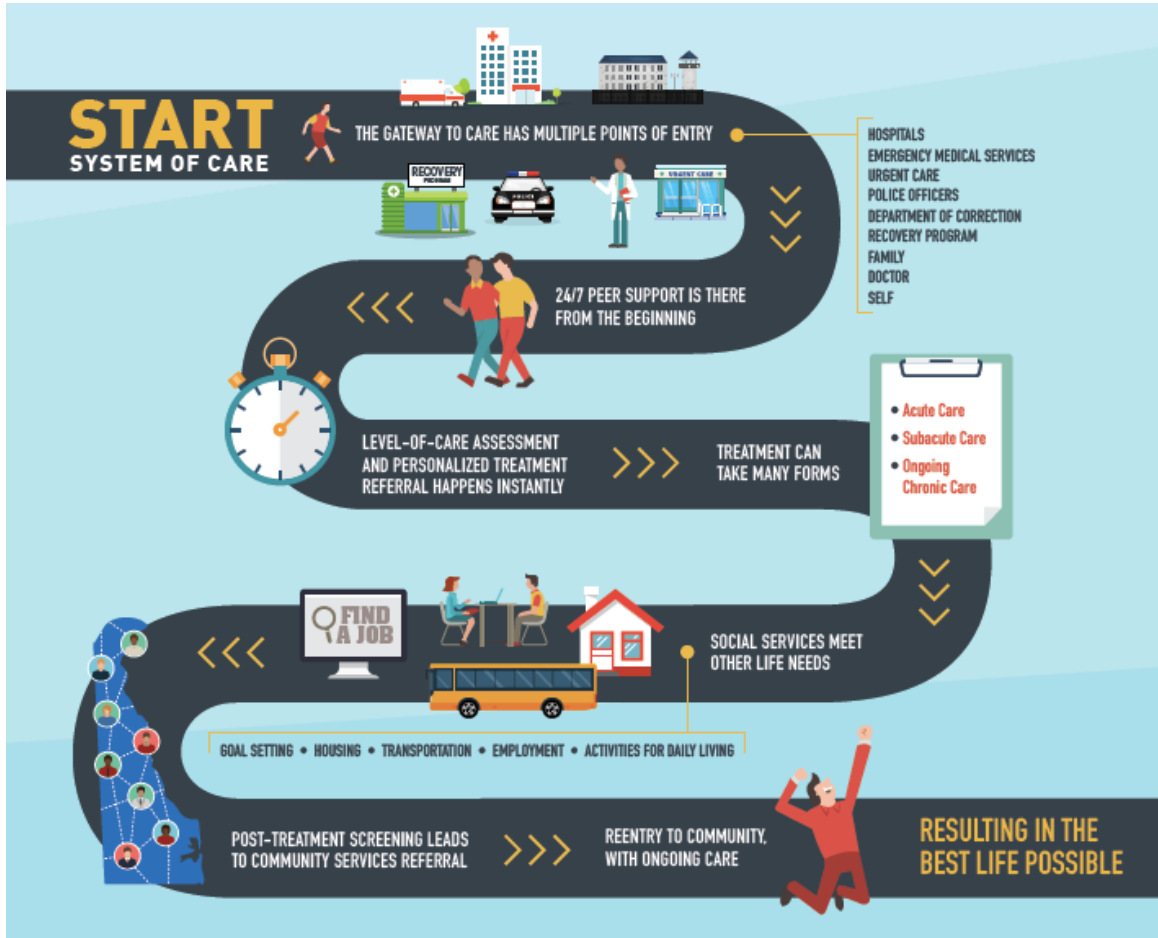 START
SYSTEM OF CARE
THE GATEWAY TO CARE HAS MULTIPLE POINTS OF ENTRY
HOSPITALS
EMERGENCY MEDICAL SERVICES
URGENT CARE
POLICE OFFICERS
DEPARTMENT OF CORRECTION
RECOVERY PROGRAM
FAMILY
DOCTOR
SELF
RECOVERY
PROGRAM
POLICE
URGENT CARE
24/7 PEER SUPPORT IS THERE
FROM THE BEGINNING
LEVEL-OF-CARE ASSESSMENT
AND PERSONALIZED TREATMENT
REFERRAL HAPPENS INSTANTLY
TREATMENT CAN
TAKE MANY FORMS
• Acute Care
• Subacute Care
• Ongoing
Chronic Care
FIND
A JOB
SOCIAL SERVICES MEET
OTHER LIFE NEEDS
GOAL SETTING • HOUSING • TRANSPORTATION • EMPLOYMENT • ACTIVITIES FOR DAILY LIVING
POST-TREATMENT SCREENING LEADS
TO COMMUNITY SERVICES REFERRAL
REENTRY TO COMMUNITY,
WITH ONGOING CARE
RESULTING IN THE
BEST LIFE POSSIBLE